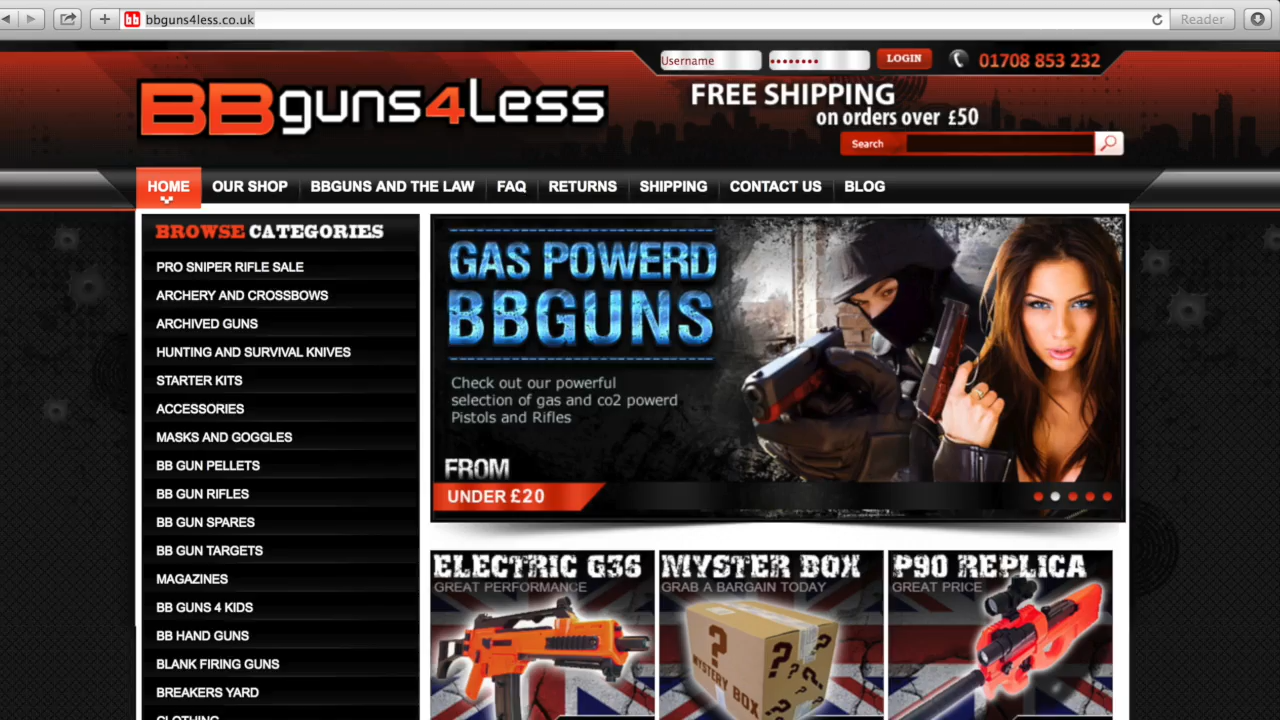 bb bbguns4less.co.uk
Reader
Username
LOGIN
01708 853 232
BBguns4Less
FREE SHIPPING
on orders over £50
Search
HOME
OUR SHOP
BBGUNS AND THE LAW
FAQ
RETURNS
SHIPPING
CONTACT US
BLOG
BROWSE CATEGORIES
PRO SNIPER RIFLE SALE
ARCHERY AND CROSSBOWS
ARCHIVED GUNS
HUNTING AND SURVIVAL KNIVES
STARTER KITS
ACCESSORIES
MASKS AND GOGGLES
BB GUN PELLETS
BB GUN RIFLES
BB GUN SPARES
BB GUN TARGETS
MAGAZINES
BB GUNS 4 KIDS
BB HAND GUNS
BLANK FIRING GUNS
BREAKERS YARD
CLOTHING
GAS POWERD
BBGUNS
Check out our powerful
selection of gas and co2 powerd
Pistols and Rifles
FROM
UNDER £20
ELECTRIC G36
GREAT PERFORMANCE
MYSTER BOX
GRAB A BARGAIN TODAY
? ? ? ?
MYSTERY BOX
P90 REPLICA
GREAT PRICE